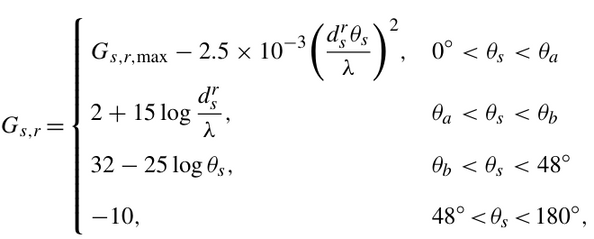 G_{s,r} = { G_{s,r,max} − 2.5 × 10^{−3} (d_s^r θ_s / λ)^2, 0° < θ_s < θ_a
2 + 15 log d_s^r / λ, θ_a < θ_s < θ_b
32 − 25 log θ_s, θ_b < θ_s < 48°
−10, 48° < θ_s < 180°,